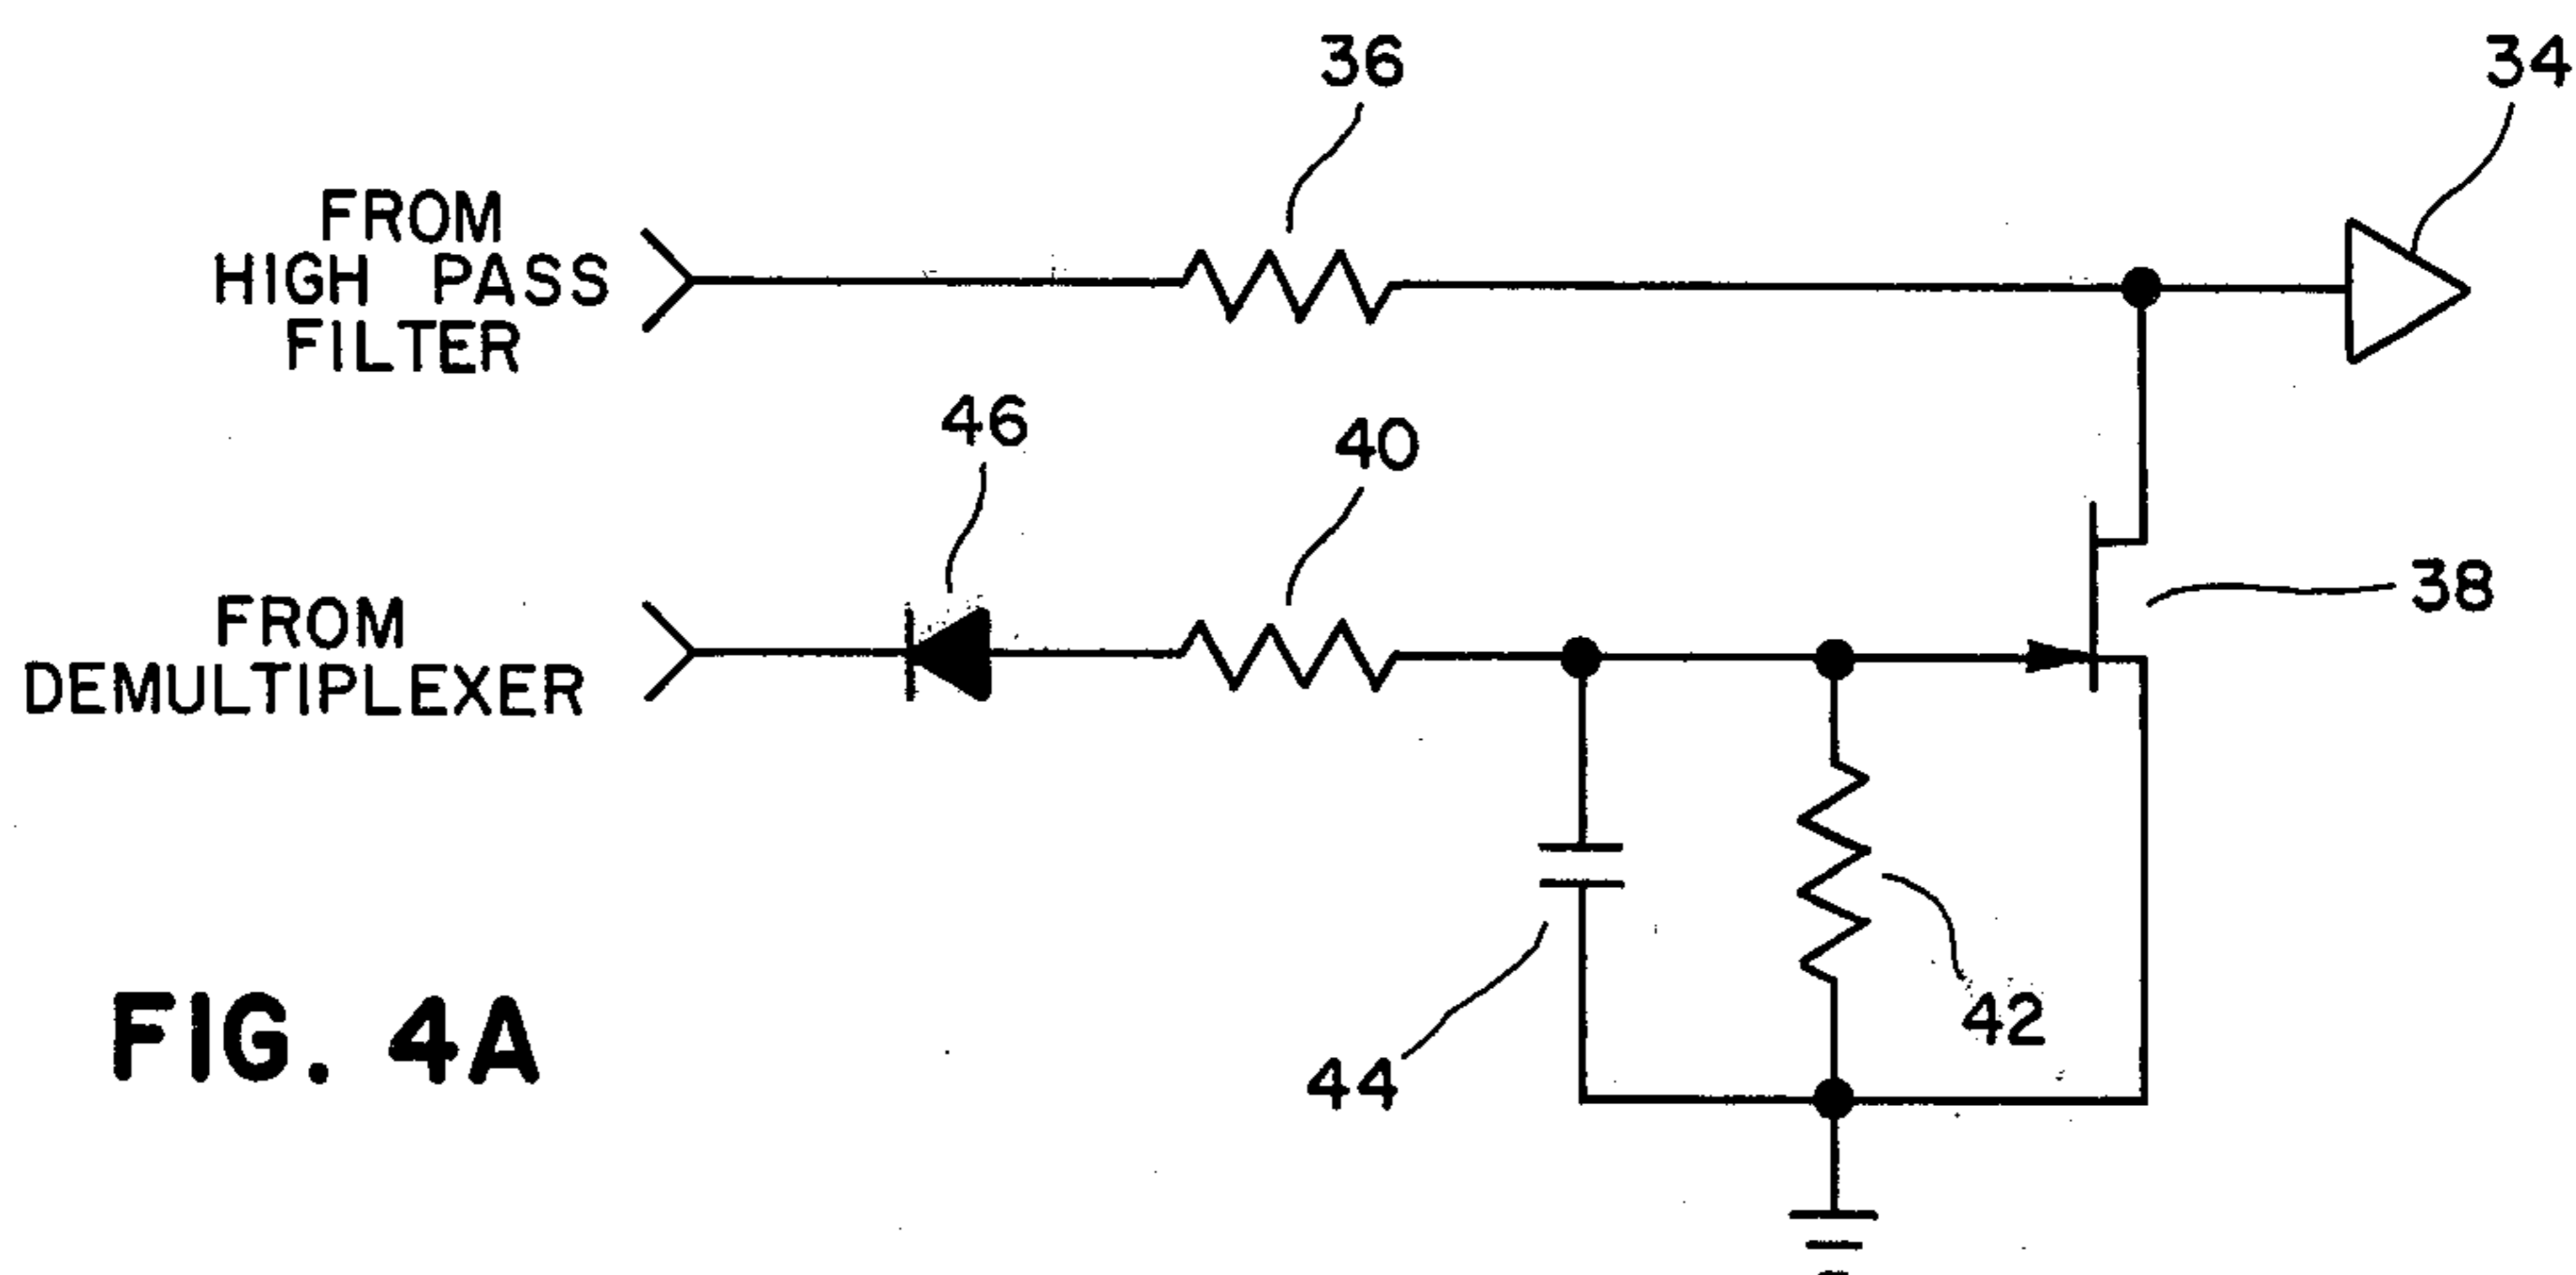 36
34
FROM
HIGH PASS
FILTER
46
40
38
FROM
DEMULTIPLEXER
42
44
FIG. 4A